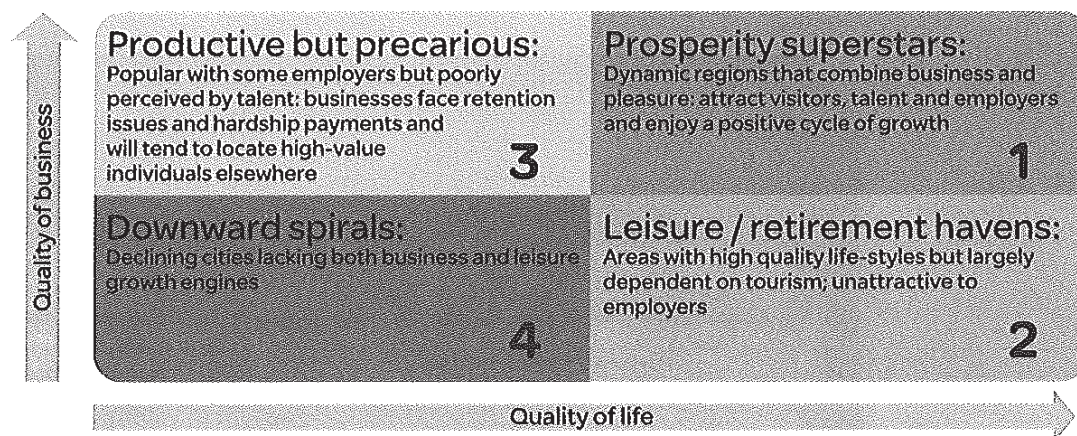 Quality of business
Productive but precarious:
Popular with some employers but poorly
perceived by talent: businesses face retention
issues and hardship payments and
will tend to locate high-value
individuals elsewhere
3
Prosperity superstars:
Dynamic regions that combine business and
pleasure: attract visitors, talent and employers
and enjoy a positive cycle of growth
1
Downward spirals:
Declining cities lacking both business and leisure
growth engines
4
Leisure / retirement havens:
Areas with high quality life-styles but largely
dependent on tourism; unattractive to
employers
2
Quality of life